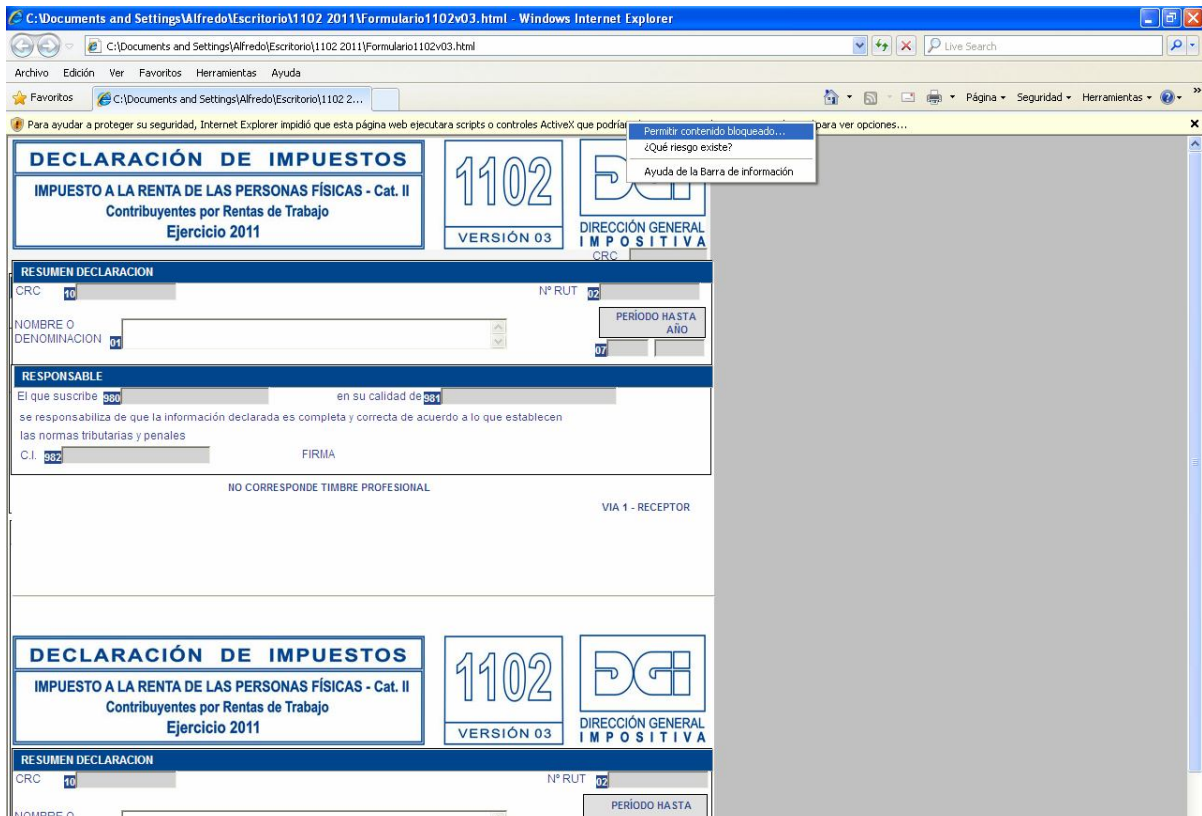 C:\Documents and Settings\Alfredo\Escritorio\1102 2011\Formulario1102v03.html - Windows Internet Explorer
C:\Documents and Settings\Alfredo\Escritorio\1102 2011\Formulario1102v03.html
Live Search
Archivo Edición Ver Favoritos Herramientas Ayuda
Favoritos C:\Documents and Settings\Alfredo\Escritorio\1102 2... Página Seguridad Herramientas
Para ayudar a proteger su seguridad, Internet Explorer impidió que esta página web ejecutara scripts o controles ActiveX que podrían para ver opciones...
Permitir contenido bloqueado...
¿Qué riesgo existe?
Ayuda de la Barra de información
DECLARACIÓN DE IMPUESTOS
IMPUESTO A LA RENTA DE LAS PERSONAS FÍSICAS - Cat. II
Contribuyentes por Rentas de Trabajo
Ejercicio 2011
1102
VERSIÓN 03
DGI
DIRECCIÓN GENERAL
IMPOSITIVA
CRC
RESUMEN DECLARACION
CRC 10 Nº RUT 02
NOMBRE O
DENOMINACION 01
PERÍODO HASTA
AÑO
07
RESPONSABLE
El que suscribe 980 en su calidad de 981
se responsabiliza de que la información declarada es completa y correcta de acuerdo a lo que establecen
las normas tributarias y penales
C.I. 982 FIRMA
NO CORRESPONDE TIMBRE PROFESIONAL
VIA 1 - RECEPTOR
DECLARACIÓN DE IMPUESTOS
IMPUESTO A LA RENTA DE LAS PERSONAS FÍSICAS - Cat. II
Contribuyentes por Rentas de Trabajo
Ejercicio 2011
1102
VERSIÓN 03
DGI
DIRECCIÓN GENERAL
IMPOSITIVA
RESUMEN DECLARACION
CRC 10 Nº RUT 02
PERÍODO HASTA
NOMBRE O